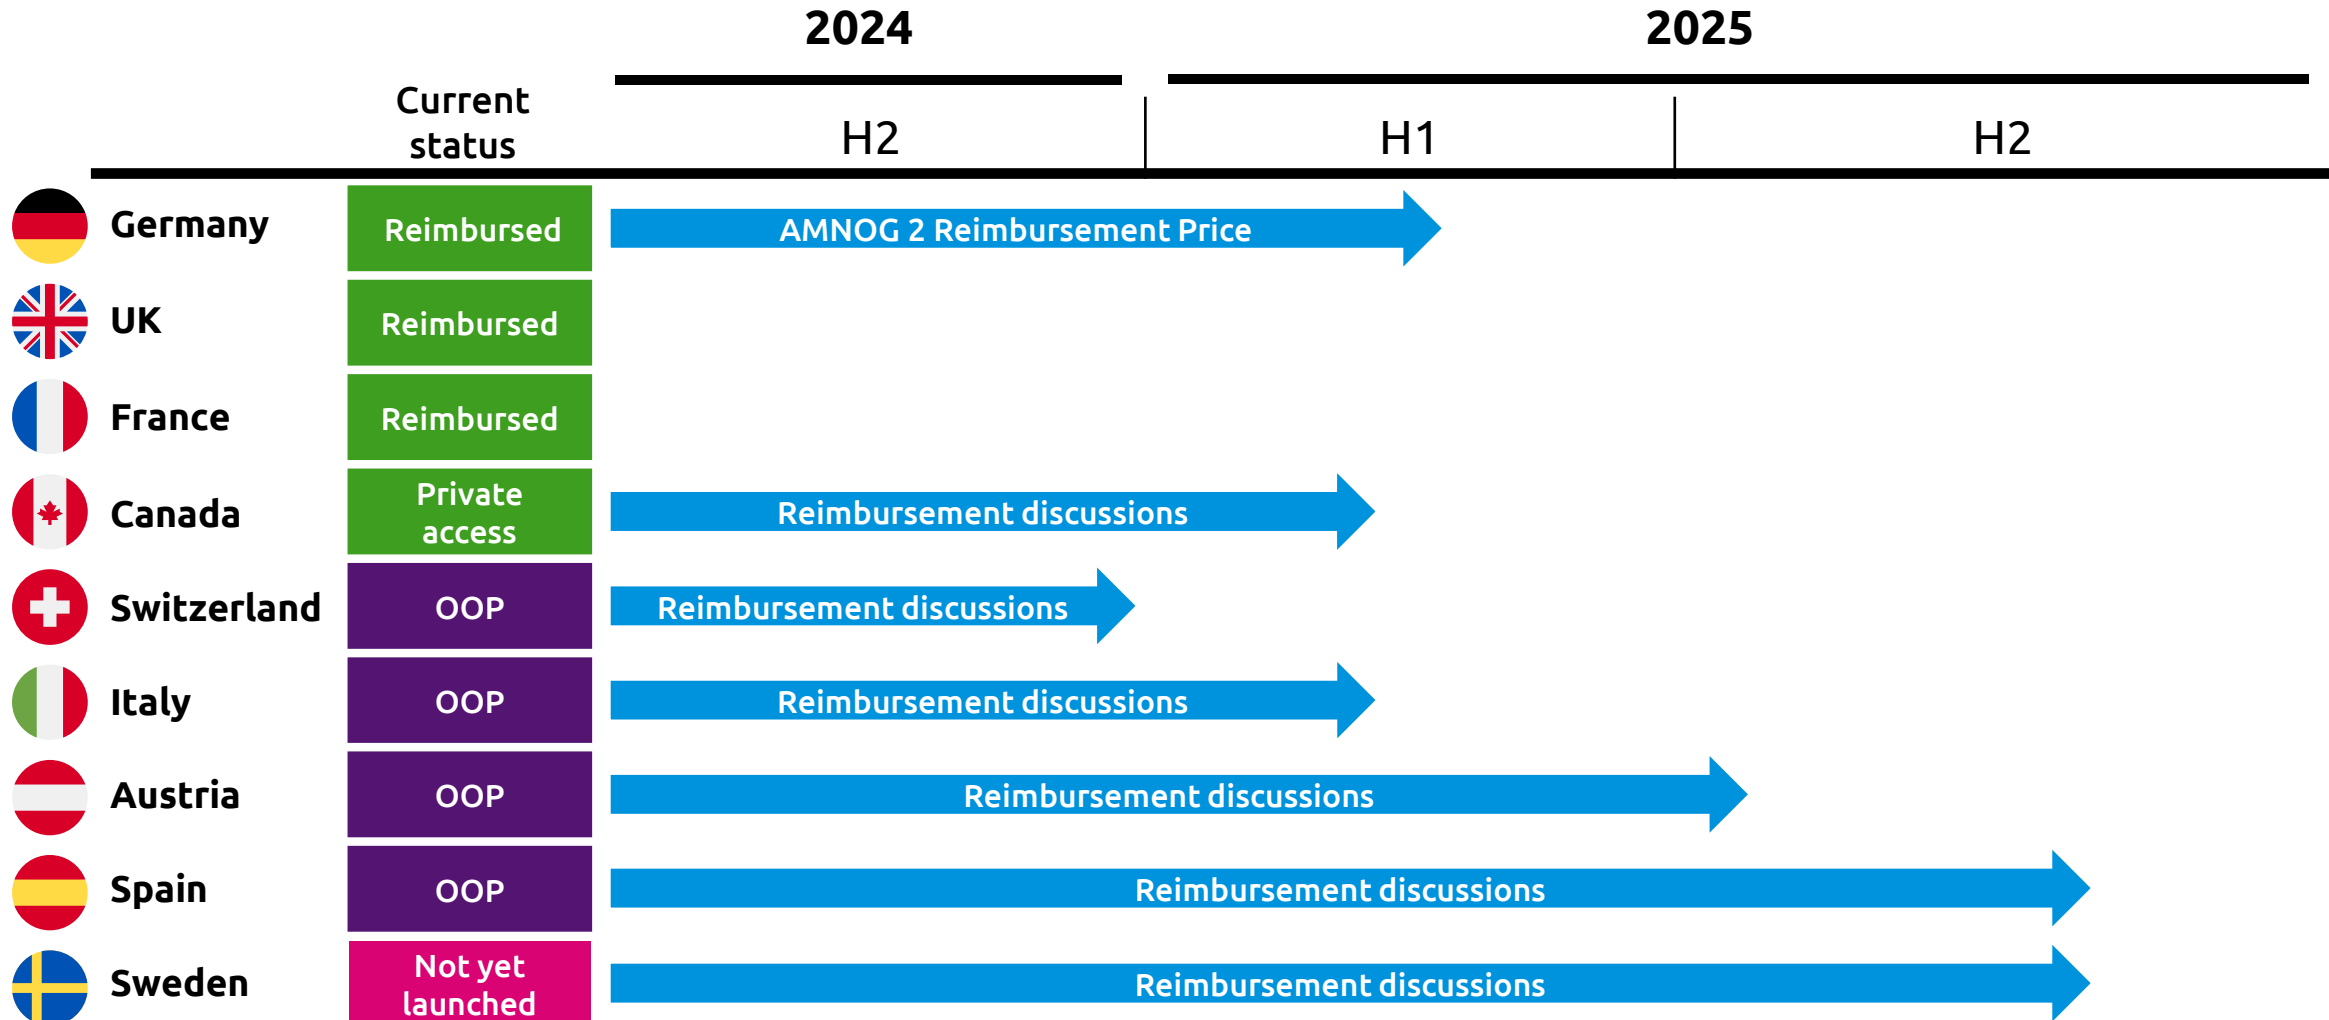 2024
2025
Current
status
H2
H1
H2
Germany
Reimbursed
AMNOG 2 Reimbursement Price
UK
Reimbursed
France
Reimbursed
Canada
Private
access
Reimbursement discussions
Switzerland
OOP
Reimbursement discussions
Italy
OOP
Reimbursement discussions
Austria
OOP
Reimbursement discussions
Spain
OOP
Reimbursement discussions
Sweden
Not yet
launched
Reimbursement discussions